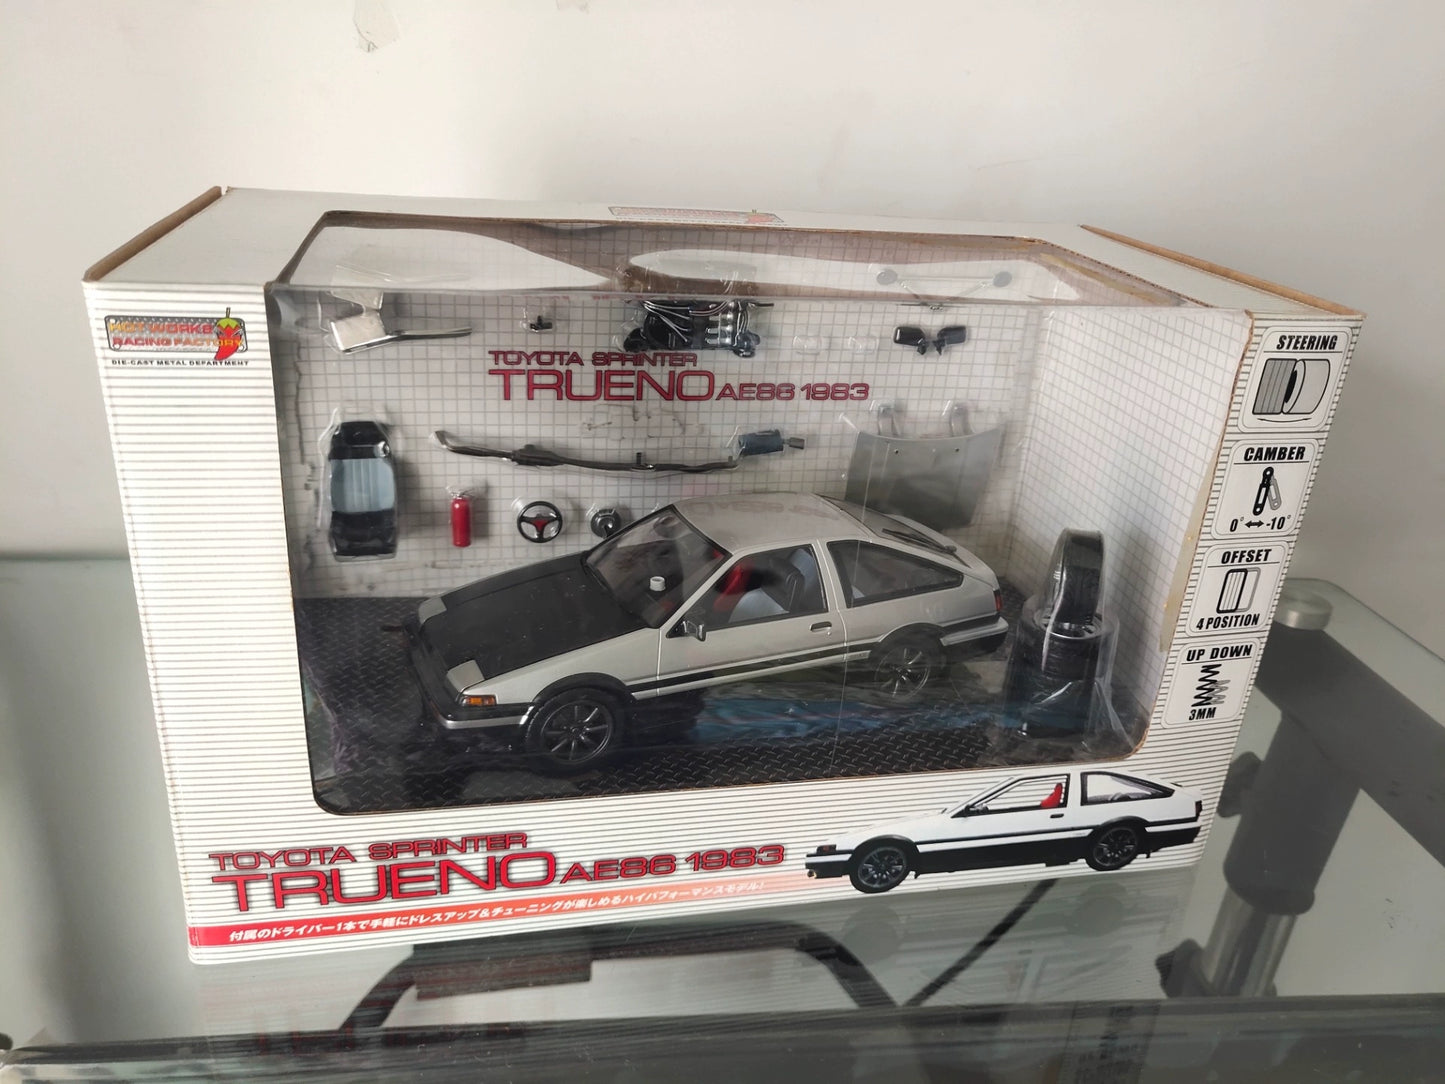 HOT WORKS
RACING FACTORY
DIE-CAST METAL DEPARTMENT
TOYOTA SPRINTER
TRUENO AE86 1983
STEERING
CAMBER
0° ↔ -10°
OFFSET
4 POSITION
UP DOWN
3MM
TOYOTA SPRINTER
TRUENO AE86 1983
付属のドライバー1本で手軽にドレスアップ&チューニングが楽しめるハイパフォーマンスモデル!